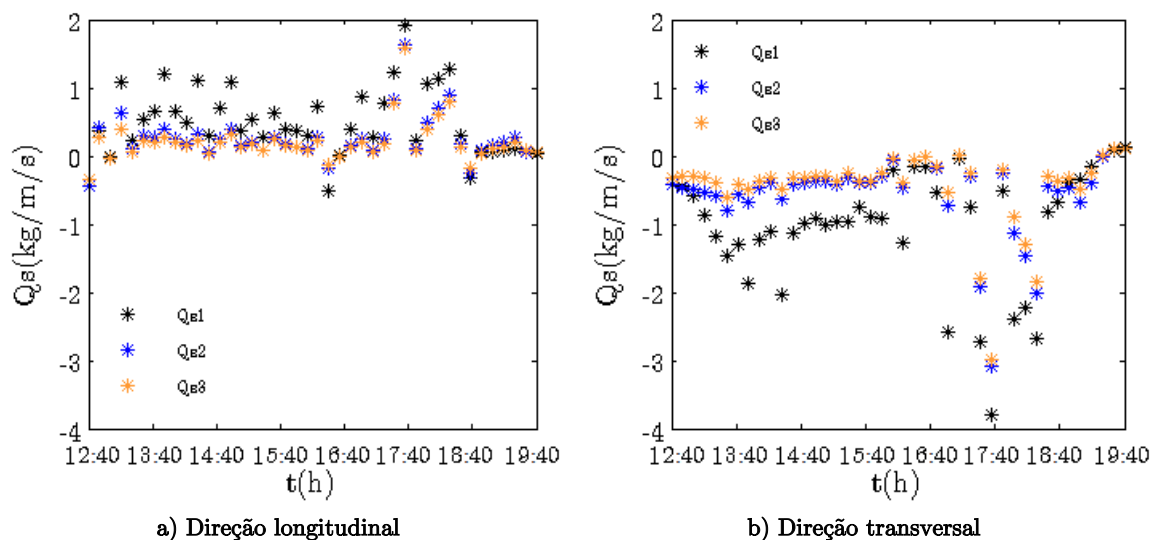 2
1
0
-1
-2
-3
-4
Qs(kg/m/s)
Qs1
Qs2
Qs3
12:40 13:40 14:40 15:40 16:40 17:40 18:40 19:40
t(h)
a) Direção longitudinal
2
1
0
-1
-2
-3
-4
Qs(kg/m/s)
Qs1
Qs2
Qs3
12:40 13:40 14:40 15:40 16:40 17:40 18:40 19:40
t(h)
b) Direção transversal